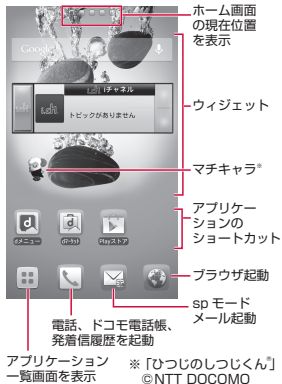 ホーム画面
の現在位置
を表示
Google
ウィジェット
i.ch iチャネル
i.ch
トピックがありません
マチキャラ※
アプリケー
ションの
ショートカット
dメニュー
dマーケット
Playストア
ブラウザ起動
spモード
メール起動
電話、ドコモ電話帳、
発着信履歴を起動
アプリケーション
一覧画面を表示
※「ひつじのしつじくん®」
©NTT DOCOMO